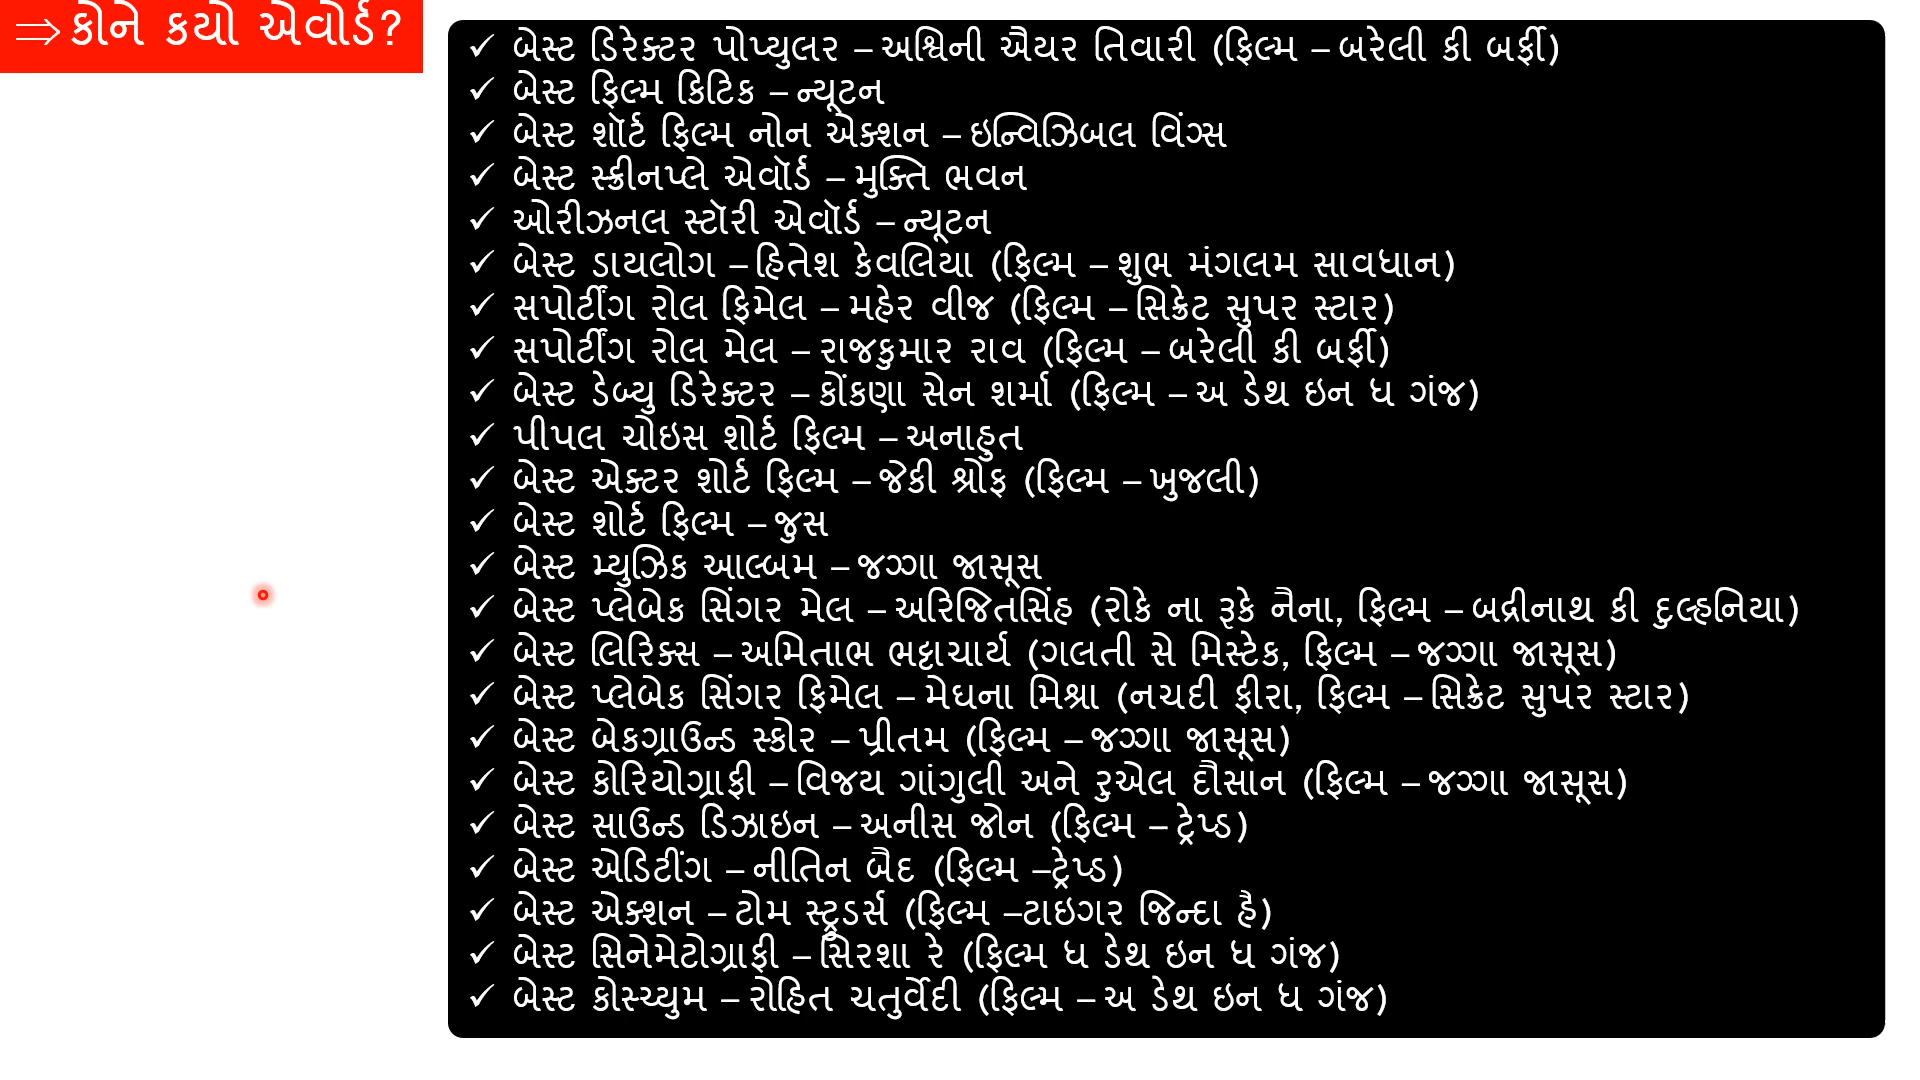 ⇒કોને કયો એવોર્ડ?
✓ બેસ્ટ ડિરેક્ટર પોપ્યુલર – અશ્વિની ઐયર તિવારી (ફિલ્મ – બરેલી કી બર્ફી)
✓ બેસ્ટ ફિલ્મ ક્રિટિક – ન્યૂટન
✓ બેસ્ટ શૉર્ટ ફિલ્મ નોન એક્શન – ઇન્વિઝિબલ વિંગ્સ
✓ બેસ્ટ સ્ક્રીનપ્લે એવૉર્ડ – મુક્તિ ભવન
✓ ઓરીઝનલ સ્ટૉરી એવૉર્ડ – ન્યૂટન
✓ બેસ્ટ ડાયલોગ – હિતેશ કેવલિયા (ફિલ્મ – શુભ મંગલમ સાવધાન)
✓ સપોર્ટીંગ રોલ ફિમેલ – મહેર વીજ (ફિલ્મ – સિક્રેટ સુપર સ્ટાર)
✓ સપોર્ટીંગ રોલ મેલ – રાજકુમાર રાવ (ફિલ્મ – બરેલી કી બર્ફી)
✓ બેસ્ટ ડેબ્યુ ડિરેક્ટર – કોંકણા સેન શર્મા (ફિલ્મ – અ ડેથ ઇન ધ ગંજ)
✓ પીપલ ચોઇસ શોર્ટ ફિલ્મ – અનાહુત
✓ બેસ્ટ એક્ટર શોર્ટ ફિલ્મ – જેકી શ્રોફ (ફિલ્મ – ખુજલી)
✓ બેસ્ટ શોર્ટ ફિલ્મ – જુસ
✓ બેસ્ટ મ્યુઝિક આલ્બમ – જગ્ગા જાસૂસ
✓ બેસ્ટ પ્લેબેક સિંગર મેલ – અરિજિતસિંહ (રોકે ના રૂકે નૈના, ફિલ્મ – બદ્રીનાથ કી દુલ્હનિયા)
✓ બેસ્ટ લિરિક્સ – અમિતાભ ભટ્ટાચાર્ય (ગલતી સે મિસ્ટેક, ફિલ્મ – જગ્ગા જાસૂસ)
✓ બેસ્ટ પ્લેબેક સિંગર ફિમેલ – મેઘના મિશ્રા (નચદી ફીરા, ફિલ્મ – સિક્રેટ સુપર સ્ટાર)
✓ બેસ્ટ બેકગ્રાઉન્ડ સ્કોર – પ્રીતમ (ફિલ્મ – જગ્ગા જાસૂસ)
✓ બેસ્ટ કોરિયોગ્રાફી – વિજય ગાંગુલી અને રુએલ દૌસાન (ફિલ્મ – જગ્ગા જાસૂસ)
✓ બેસ્ટ સાઉન્ડ ડિઝાઇન – અનીસ જોન (ફિલ્મ – ટ્રેપ્ડ)
✓ બેસ્ટ એડિટીંગ – નીતિન બૈદ (ફિલ્મ –ટ્રેપ્ડ)
✓ બેસ્ટ એક્શન – ટોમ સ્ટ્રુડર્સ (ફિલ્મ –ટાઇગર જિન્દા હૈ)
✓ બેસ્ટ સિનેમેટોગ્રાફી – સિરશા રે (ફિલ્મ ધ ડેથ ઇન ધ ગંજ)
✓ બેસ્ટ કોસ્ચ્યુમ – રોહિત ચતુર્વેદી (ફિલ્મ – અ ડેથ ઇન ધ ગંજ)